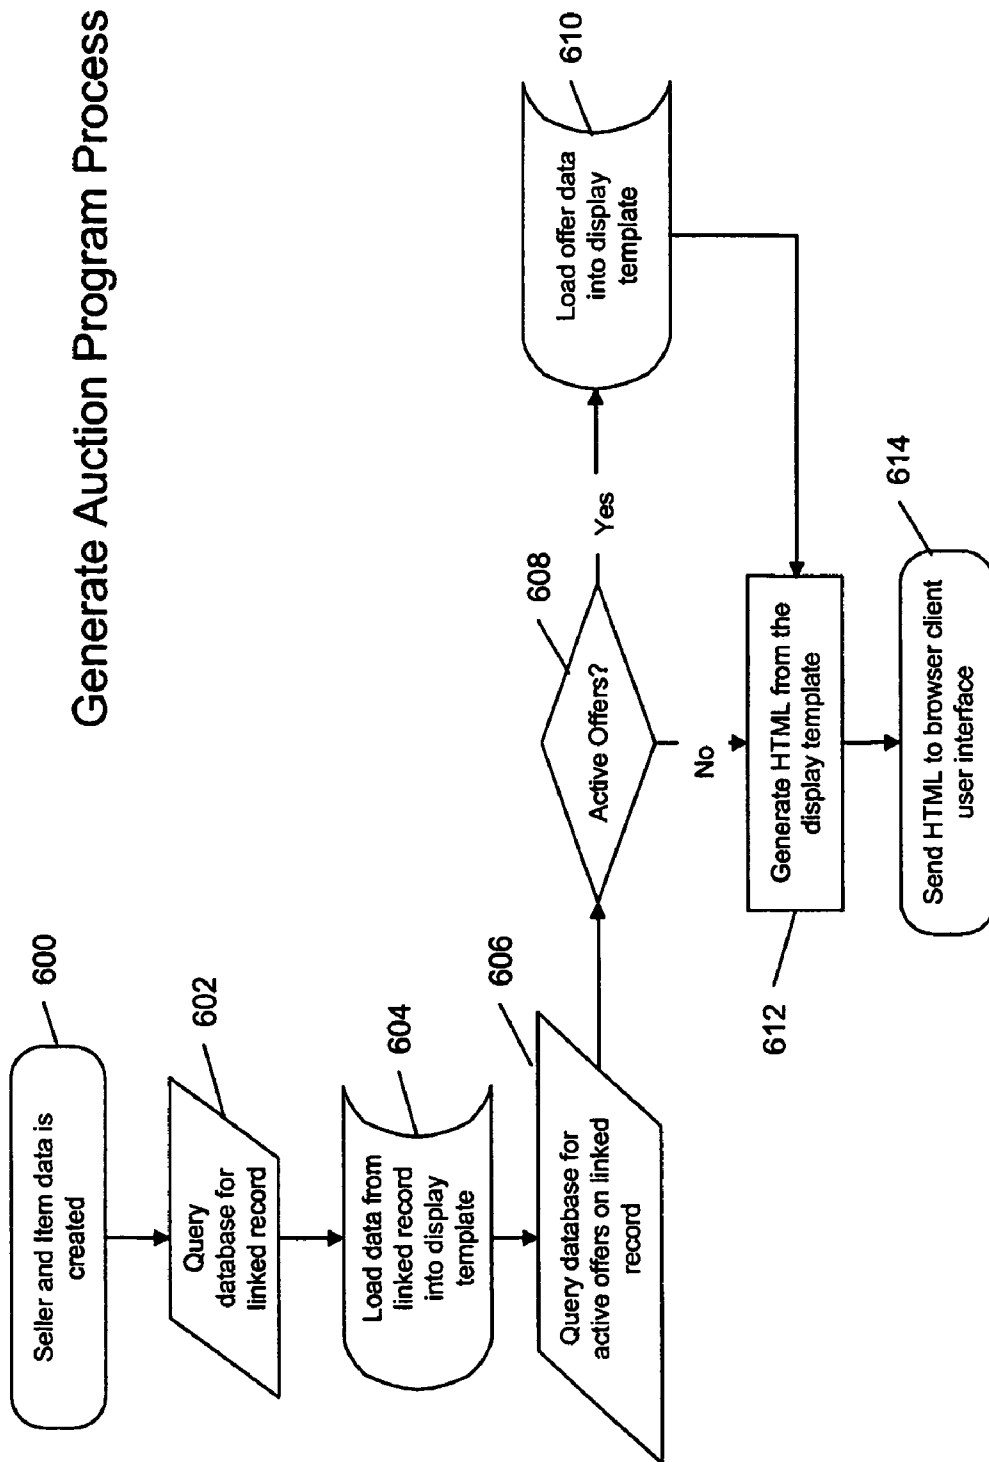 Generate Auction Program Process
600
Seller and Item data is
created
602
Query
database for
linked record
604
Load data from
linked record
into display
template
606
Query database for
active offers on linked
record
608
Active Offers?
Yes
No
610
Load offer data
into display
template
612
Generate HTML from the
display template
614
Send HTML to browser client
user interface